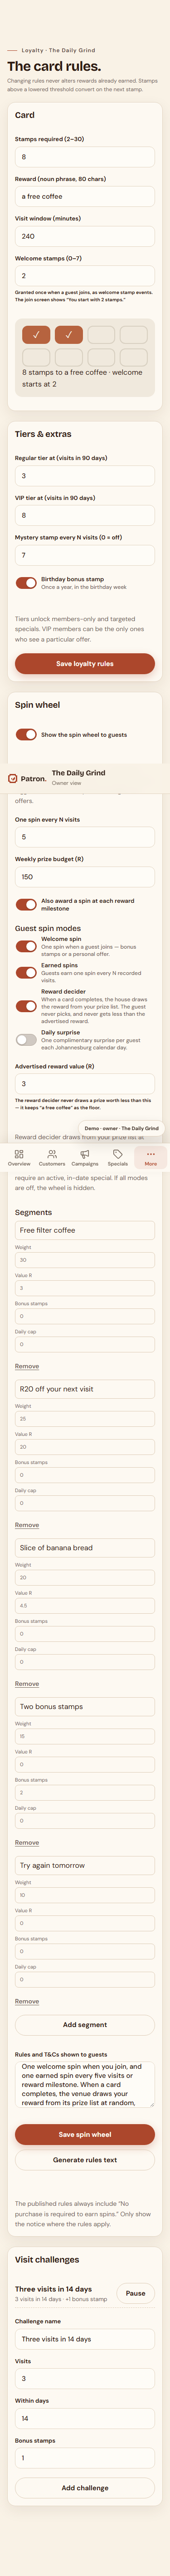 Loyalty · The Daily Grind
The card rules.
Changing rules never alters rewards already earned. Stamps
above a lowered threshold convert on the next stamp.
Card
Stamps required (2–30)
8
Reward (noun phrase, 80 chars)
a free coffee
Visit window (minutes)
240
Welcome stamps (0–7)
2
Granted once when a guest joins, as welcome stamp events.
The join screen shows "You start with 2 stamps."
8 stamps to a free coffee · welcome
starts at 2
Tiers & extras
Regular tier at (visits in 90 days)
3
VIP tier at (visits in 90 days)
8
Mystery stamp every N visits (0 = off)
7
Birthday bonus stamp
Once a year, in the birthday week
Tiers unlock members-only and targeted
specials. VIP members can be the only ones
who see a particular offer.
Save loyalty rules
Spin wheel
Show the spin wheel to guests
Patron.
The Daily Grind
Owner view
offers.
One spin every N visits
5
Weekly prize budget (R)
150
Also award a spin at each reward
milestone
Guest spin modes
Welcome spin
One spin when a guest joins — bonus
stamps or a personal offer.
Earned spins
Guests earn one spin every N recorded
visits.
Reward decider
When a card completes, the house draws
the reward from your prize list. The guest
never picks, and never gets less than the
advertised reward.
Daily surprise
One complimentary surprise per guest
each Johannesburg calendar day.
Advertised reward value (R)
3
The reward decider never draws a prize worth less than this
— it keeps "a free coffee" as the floor.
Demo · owner · The Daily Grind
Reward decider draws from your prize list at
Overview
Customers
Campaigns
Specials
More
require an active, in-date special. If all modes
are off, the wheel is hidden.
Segments
Free filter coffee
Weight
30
Value R
3
Bonus stamps
0
Daily cap
0
Remove
R20 off your next visit
Weight
25
Value R
20
Bonus stamps
0
Daily cap
0
Remove
Slice of banana bread
Weight
20
Value R
4.5
Bonus stamps
0
Daily cap
0
Remove
Two bonus stamps
Weight
15
Value R
0
Bonus stamps
2
Daily cap
0
Remove
Try again tomorrow
Weight
10
Value R
0
Bonus stamps
0
Daily cap
0
Remove
Add segment
Rules and T&Cs shown to guests
One welcome spin when you join, and
one earned spin every five visits or
reward milestone. When a card
completes, the venue draws your
reward from its prize list at random,
Save spin wheel
Generate rules text
The published rules always include "No
purchase is required to earn spins." Only show
the notice where the rules apply.
Visit challenges
Three visits in 14 days
3 visits in 14 days · +1 bonus stamp
Pause
Challenge name
Three visits in 14 days
Visits
3
Within days
14
Bonus stamps
1
Add challenge